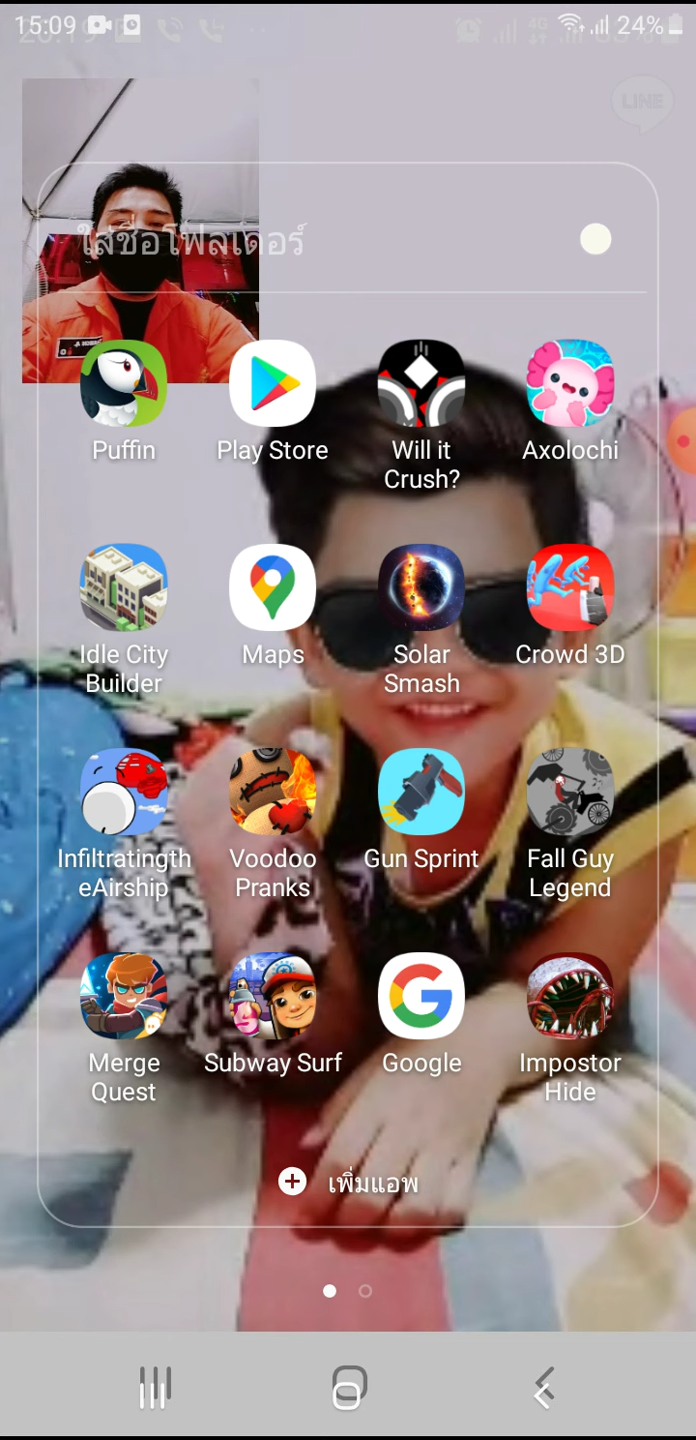 15:09
4G
24%
LINE
ใส่ชื่อโฟลเดอร์
Puffin
Play Store
Will it
Crush?
Axolochi
Idle City
Builder
Maps
Solar
Smash
Crowd 3D
Infiltratingth
eAirship
Voodoo
Pranks
Gun Sprint
Fall Guy
Legend
Merge
Quest
Subway Surf
Google
Impostor
Hide
เพิ่มแอพ